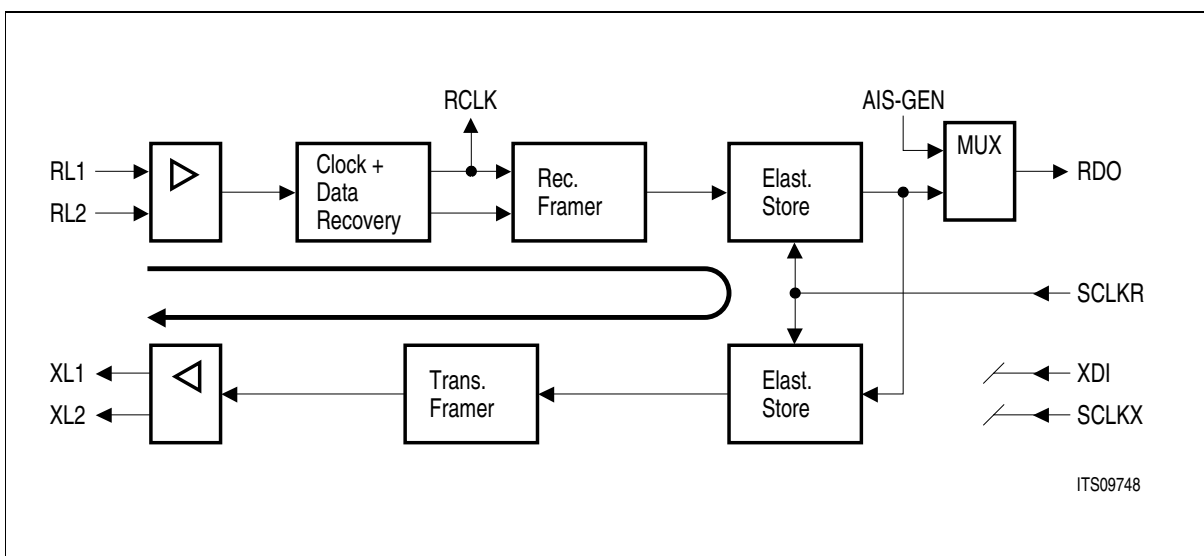 RCLK
AIS-GEN
RL1
RL2
Clock +
Data
Recovery
Rec.
Framer
Elast.
Store
MUX
RDO
SCLKR
XL1
XL2
Trans.
Framer
Elast.
Store
XDI
SCLKX
ITS09748